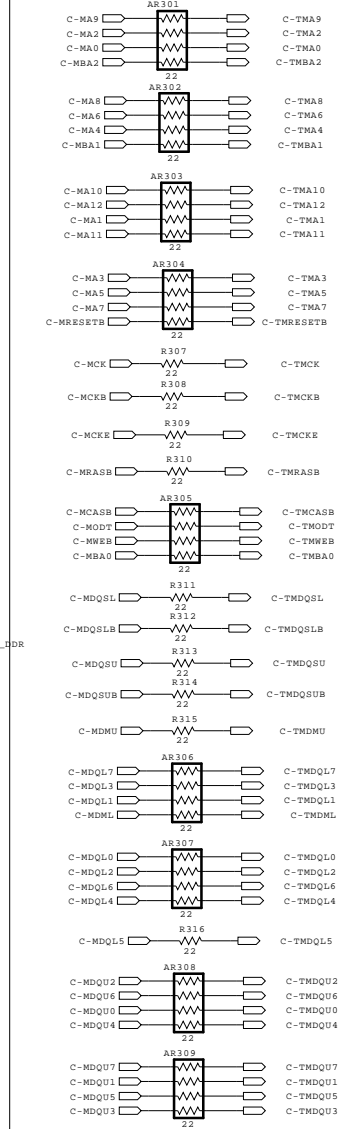 AR301
C-MA9 C-TMA9
C-MA2 C-TMA2
C-MA0 C-TMA0
C-MBA2 C-TMBA2
22
AR302
C-MA8 C-TMA8
C-MA6 C-TMA6
C-MA4 C-TMA4
C-MBA1 C-TMBA1
22
AR303
C-MA10 C-TMA10
C-MA12 C-TMA12
C-MA1 C-TMA1
C-MA11 C-TMA11
22
AR304
C-MA3 C-TMA3
C-MA5 C-TMA5
C-MA7 C-TMA7
C-MRESETB C-TMRESETB
22
R307
C-MCK C-TMCK
22
R308
C-MCKB C-TMCKB
22
R309
C-MCKE C-TMCKE
22
R310
C-MRASB C-TMRASB
22
AR305
C-MCASB C-TMCASB
C-MODT C-TMODT
C-MWEB C-TMWEB
C-MBA0 C-TMBA0
22
R311
C-MDQSL C-TMDQSL
22
R312
C-MDQSLB C-TMDQSLB
22
_DDR
R313
C-MDQSU C-TMDQSU
22
R314
C-MDQSUB C-TMDQSUB
22
R315
C-MDMU C-TMDMU
22
AR306
C-MDQL7 C-TMDQL7
C-MDQL3 C-TMDQL3
C-MDQL1 C-TMDQL1
C-MDML C-TMDML
22
AR307
C-MDQL0 C-TMDQL0
C-MDQL2 C-TMDQL2
C-MDQL6 C-TMDQL6
C-MDQL4 C-TMDQL4
22
R316
C-MDQL5 C-TMDQL5
22
AR308
C-MDQU2 C-TMDQU2
C-MDQU6 C-TMDQU6
C-MDQU0 C-TMDQU0
C-MDQU4 C-TMDQU4
22
AR309
C-MDQU7 C-TMDQU7
C-MDQU1 C-TMDQU1
C-MDQU5 C-TMDQU5
C-MDQU3 C-TMDQU3
22